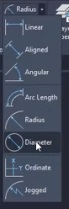 Radius
Linear
Aligned
Angular
Arc Length
Radius
Diameter
Ordinate
Jogged